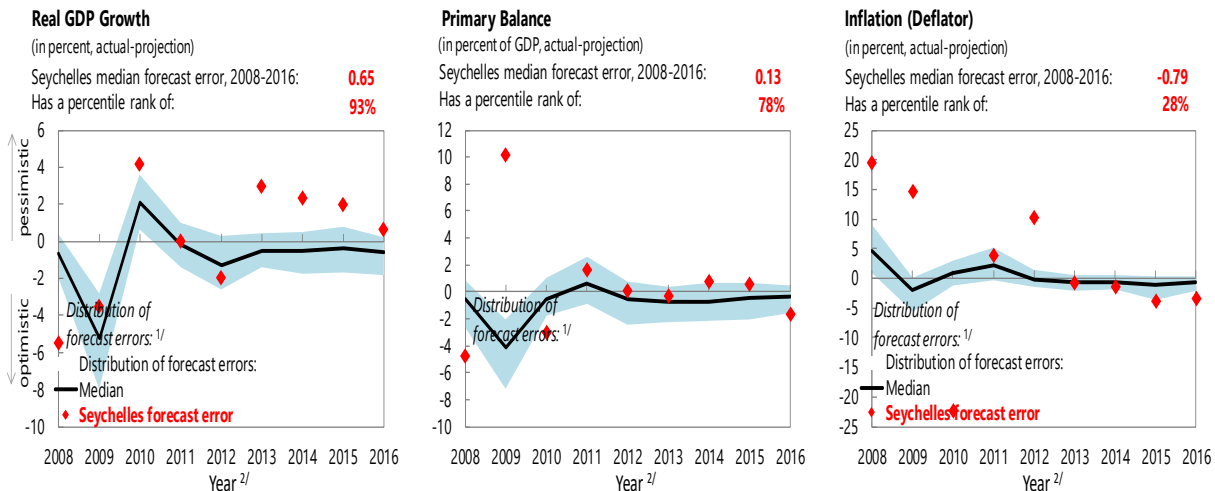 Real GDP Growth
(in percent, actual-projection)
Seychelles median forecast error, 2008-2016: 0.65
Has a percentile rank of: 93%
pessimistic
optimistic
6
4
2
0
-2
-4
-6
-8
-10
Distribution of
forecast errors: 1/
Distribution of forecast errors:
Median
Seychelles forecast error
2008 2009 2010 2011 2012 2013 2014 2015 2016
Year 2/
Primary Balance
(in percent of GDP, actual-projection)
Seychelles median forecast error, 2008-2016: 0.13
Has a percentile rank of: 78%
12
10
8
6
4
2
0
-2
-4
-6
-8
-10
Distribution of
forecast errors: 1/
2008 2009 2010 2011 2012 2013 2014 2015 2016
Year 2/
Inflation (Deflator)
(in percent, actual-projection)
Seychelles median forecast error, 2008-2016: -0.79
Has a percentile rank of: 28%
25
20
15
10
5
0
-5
-10
-15
-20
-25
Distribution of
forecast errors: 1/
Distribution of forecast errors:
Median
Seychelles forecast error
2008 2009 2010 2011 2012 2013 2014 2015 2016
Year 2/